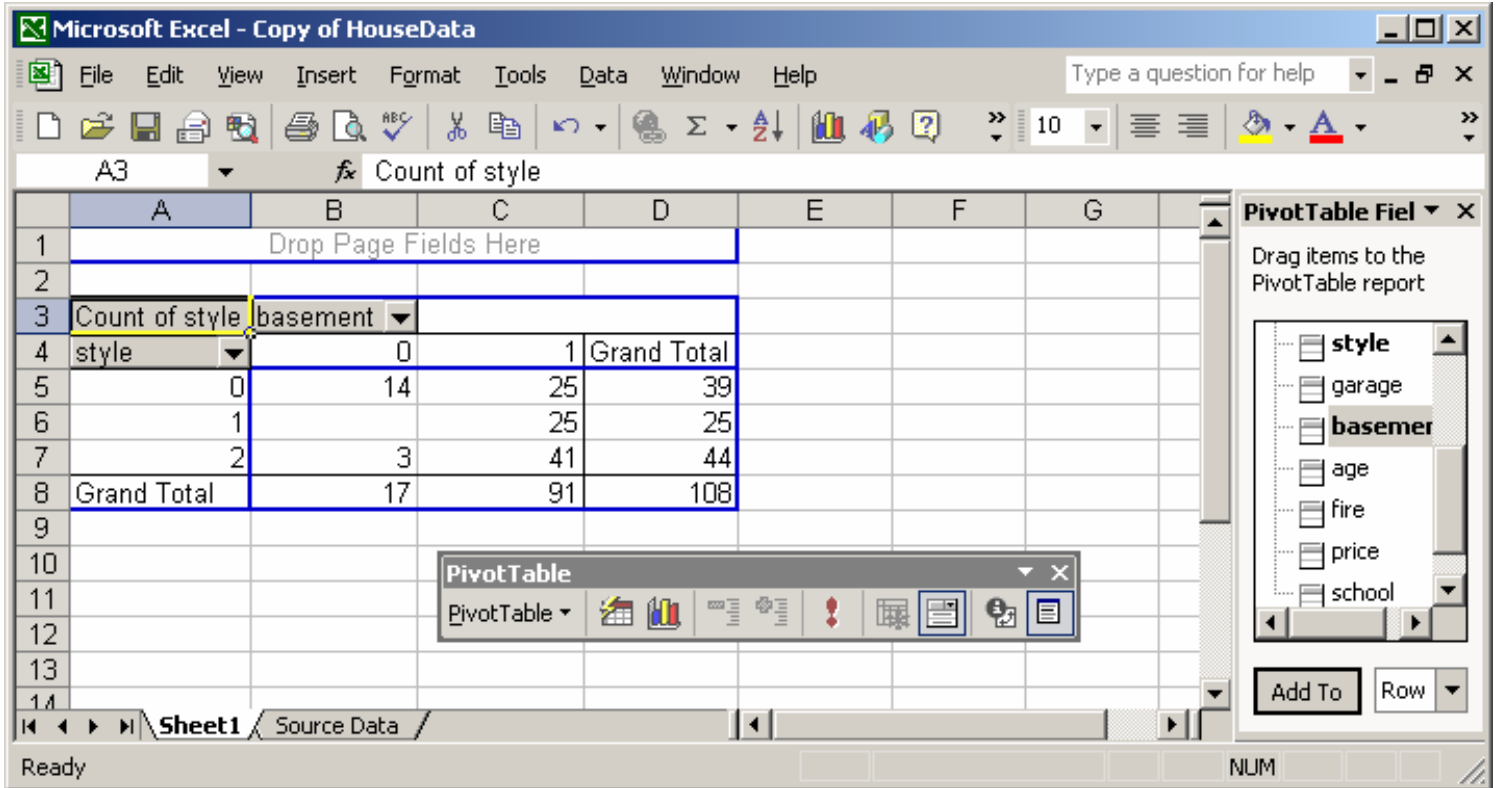 Microsoft Excel - Copy of HouseData
File Edit View Insert Format Tools Data Window Help Type a question for help
ABC Σ A Z ? » 10 A »
A3 fx Count of style
A B C D E F G
PivotTable Fiel
1 Drop Page Fields Here
Drag items to the
2
PivotTable report
3 Count of style basement
4 style 0 1 Grand Total
style
5 0 14 25 39
garage
6 1 25 25
basemer
7 2 3 41 44
age
8 Grand Total 17 91 108
fire
9
10
price
PivotTable
11
school
PivotTable
12
13
Add To Row
14
Sheet1 Source Data
Ready NUM